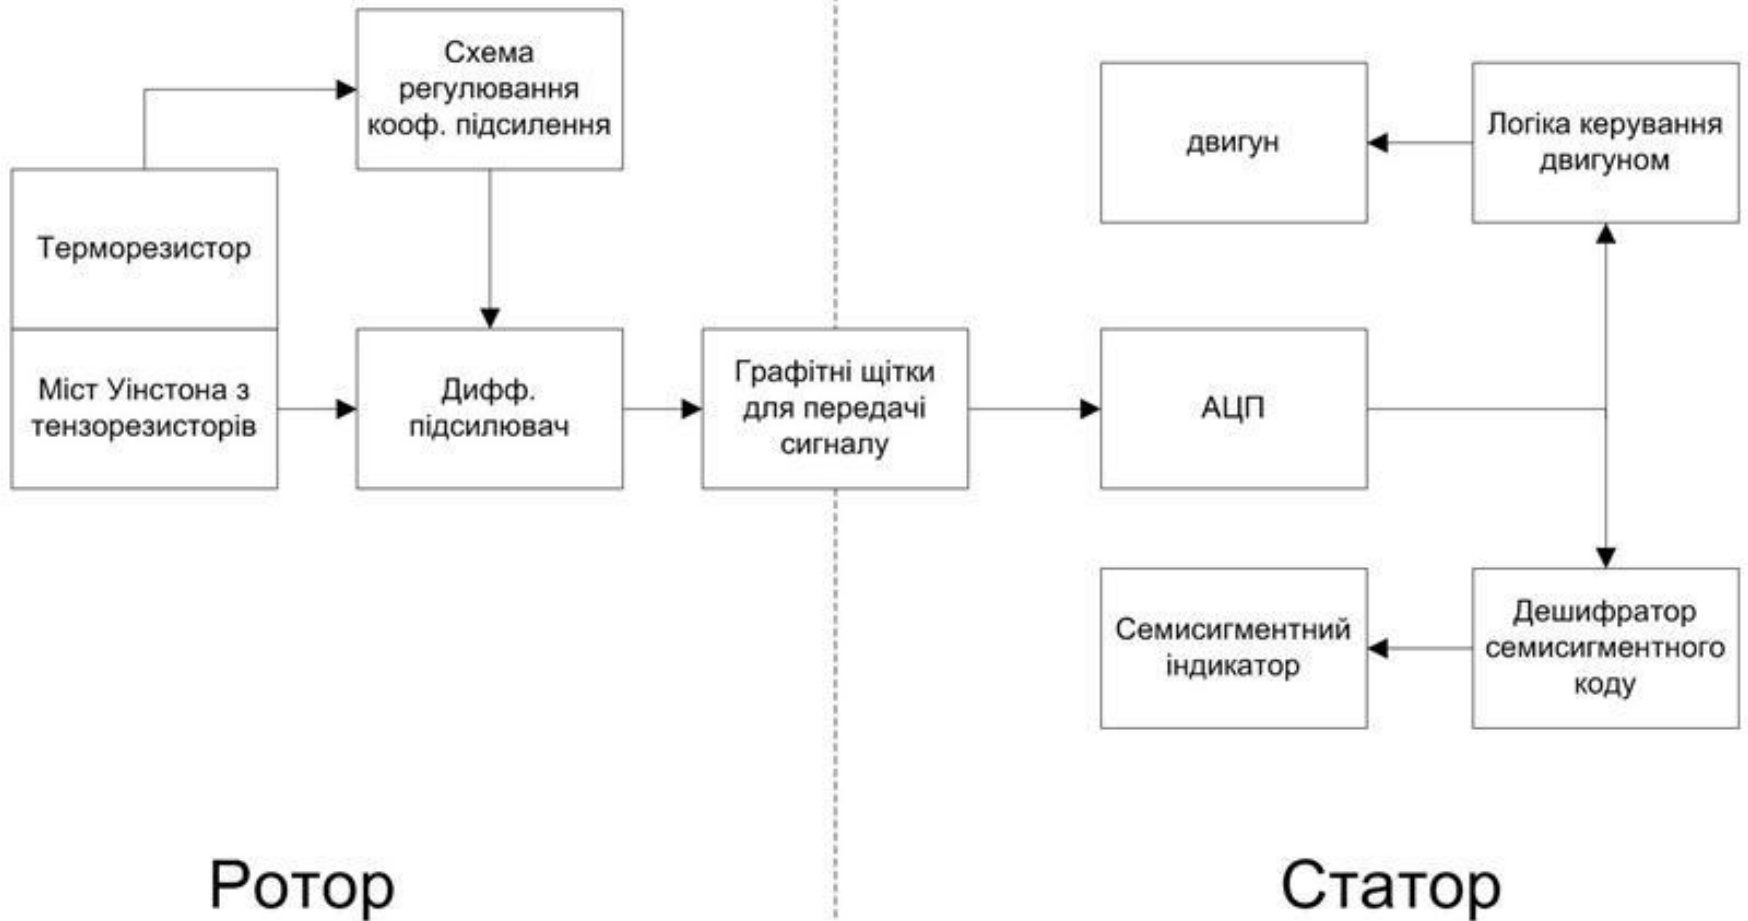 Схема
регулювання
кооф. підсилення
двигун
Логіка керування
двигуном
Терморезистор
Міст Уінстона з
тензорезисторів
Дифф.
підсилювач
Графітні щітки
для передачі
сигналу
АЦП
Семисигментний
індикатор
Дешифратор
семисигментного
коду
Ротор
Статор